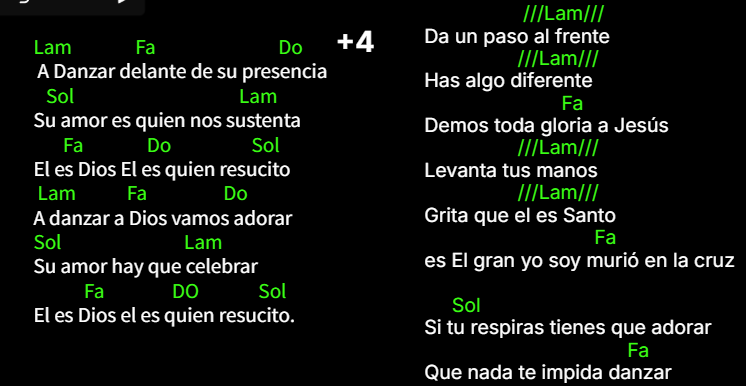 Lam Fa Do
A Danzar delante de su presencia
Sol Lam
Su amor es quien nos sustenta
Fa Do Sol
El es Dios El es quien resucito
Lam Fa Do
A danzar a Dios vamos adorar
Sol Lam
Su amor hay que celebrar
Fa DO Sol
El es Dios el es quien resucito.
+4
///Lam///
Da un paso al frente
///Lam///
Has algo diferente
Fa
Demos toda gloria a Jesús
///Lam///
Levanta tus manos
///Lam///
Grita que el es Santo
Fa
es El gran yo soy murió en la cruz
Sol
Si tu respiras tienes que adorar
Fa
Que nada te impida danzar